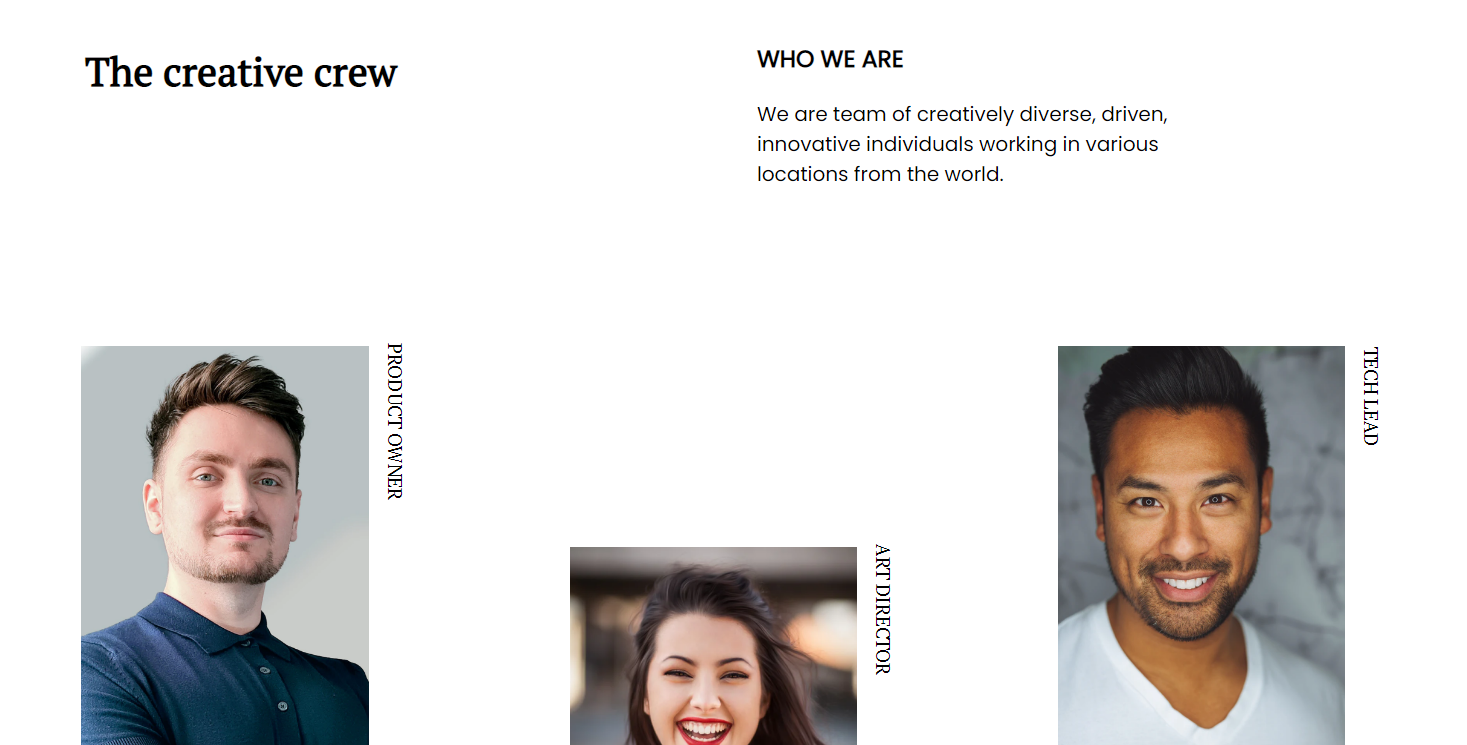 The creative crew
WHO WE ARE
We are team of creatively diverse, driven,
innovative individuals working in various
locations from the world.
PRODUCT OWNER
ART DIRECTOR
TECH LEAD